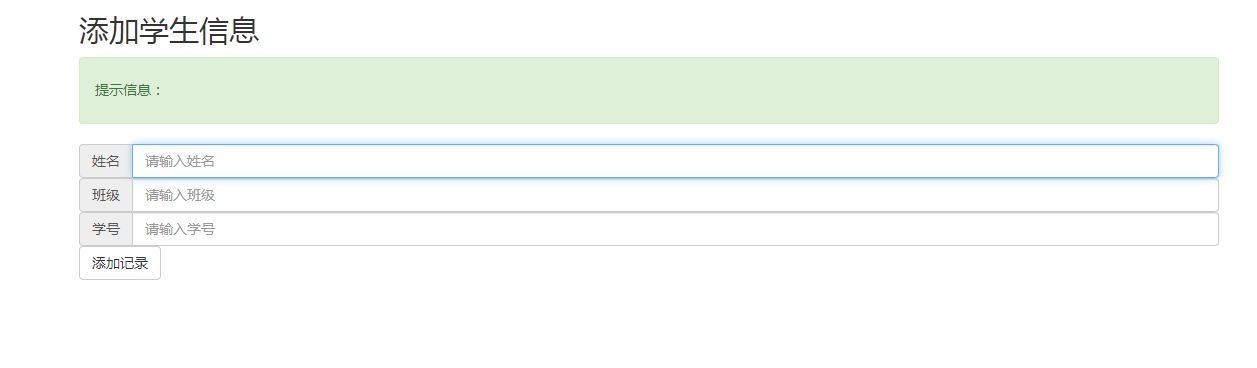 添加学生信息
提示信息：
姓名 请输入姓名
班级 请输入班级
学号 请输入学号
添加记录